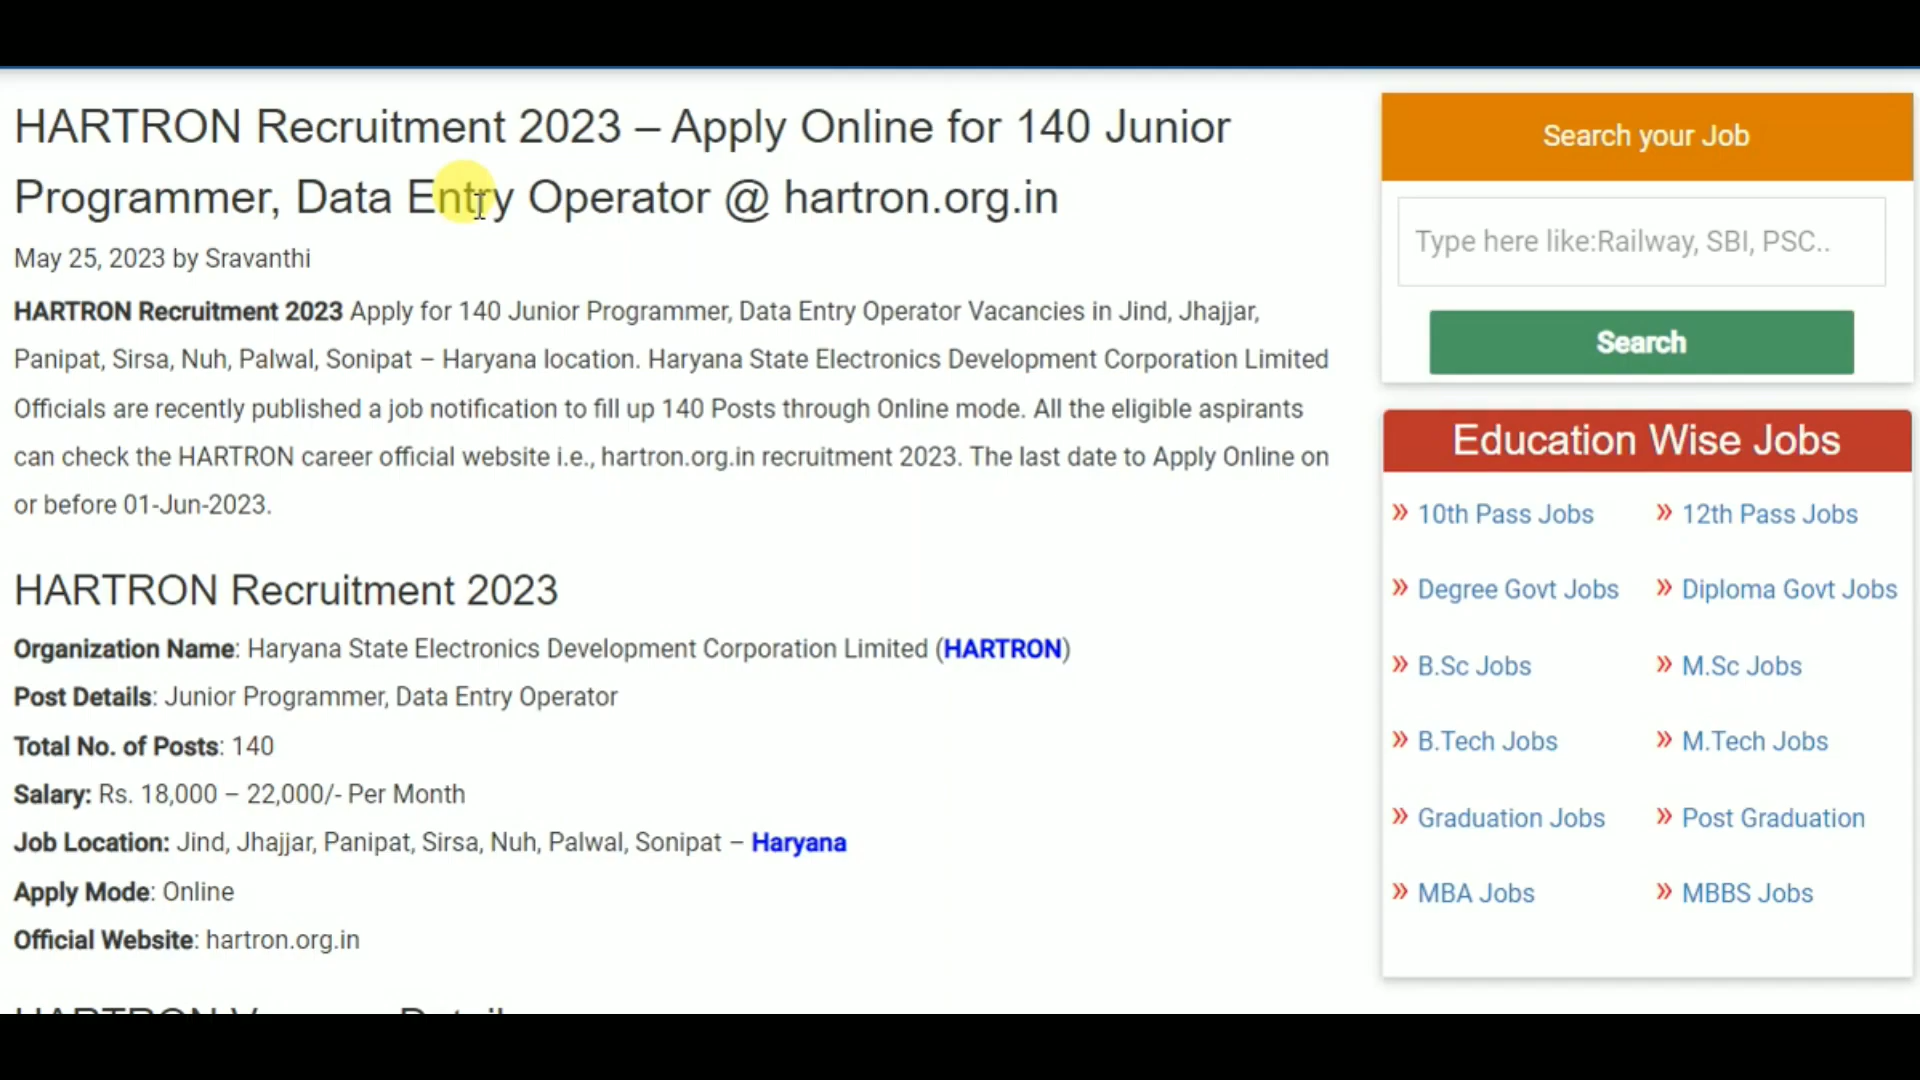 HARTRON Recruitment 2023 – Apply Online for 140 Junior
Programmer, Data Entry Operator @ hartron.org.in
May 25, 2023 by Sravanthi
HARTRON Recruitment 2023 Apply for 140 Junior Programmer, Data Entry Operator Vacancies in Jind, Jhajjar,
Panipat, Sirsa, Nuh, Palwal, Sonipat – Haryana location. Haryana State Electronics Development Corporation Limited
Officials are recently published a job notification to fill up 140 Posts through Online mode. All the eligible aspirants
can check the HARTRON career official website i.e., hartron.org.in recruitment 2023. The last date to Apply Online on
or before 01-Jun-2023.
HARTRON Recruitment 2023
Organization Name: Haryana State Electronics Development Corporation Limited (HARTRON)
Post Details: Junior Programmer, Data Entry Operator
Total No. of Posts: 140
Salary: Rs. 18,000 – 22,000/- Per Month
Job Location: Jind, Jhajjar, Panipat, Sirsa, Nuh, Palwal, Sonipat – Haryana
Apply Mode: Online
Official Website: hartron.org.in
Search your Job
Type here like:Railway, SBI, PSC..
Search
Education Wise Jobs
» 10th Pass Jobs » 12th Pass Jobs
» Degree Govt Jobs » Diploma Govt Jobs
» B.Sc Jobs » M.Sc Jobs
» B.Tech Jobs » M.Tech Jobs
» Graduation Jobs » Post Graduation
» MBA Jobs » MBBS Jobs